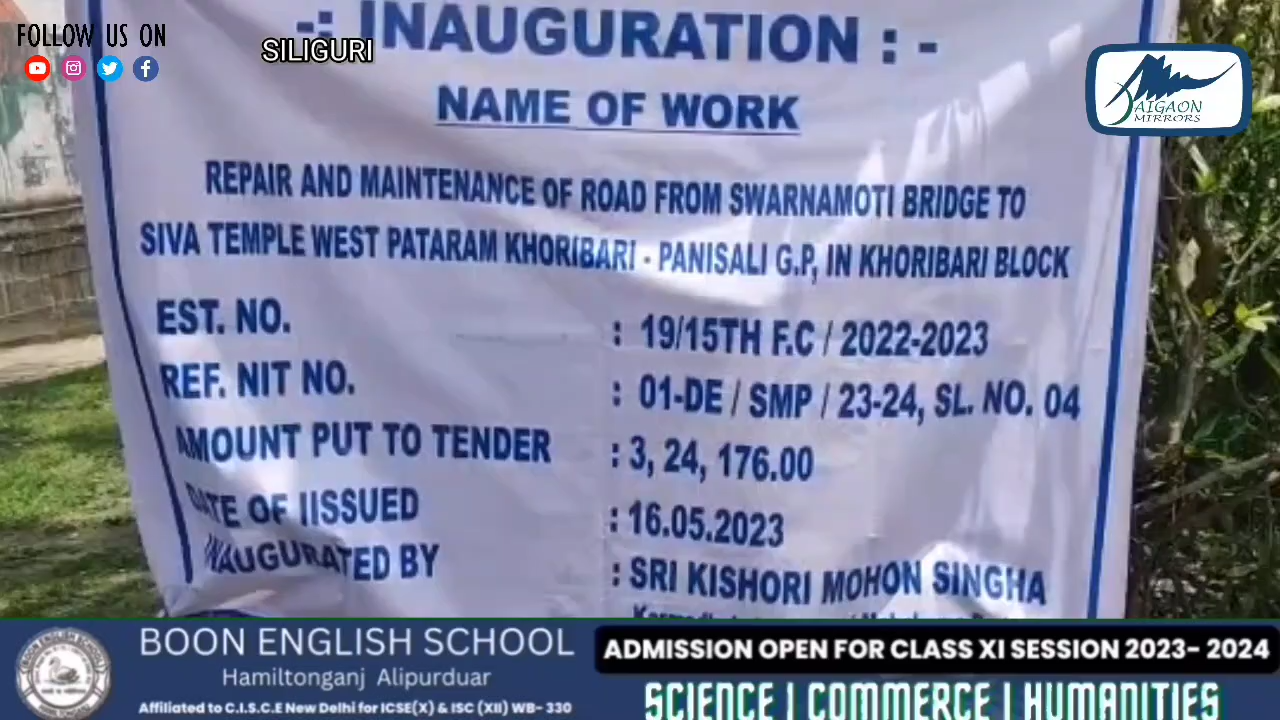 FOLLOW US ON
SILIGURI
JAIGAON
MIRRORS
-: INAUGURATION : -
NAME OF WORK
REPAIR AND MAINTENANCE OF ROAD FROM SWARNAMOTI BRIDGE TO
SIVA TEMPLE WEST PATARAM KHORIBARI - PANISALI G.P, IN KHORIBARI BLOCK
EST. NO. : 19/15TH F.C / 2022-2023
REF. NIT NO. : 01-DE / SMP / 23-24, SL. NO. 04
AMOUNT PUT TO TENDER : 3, 24, 176.00
DATE OF IISSUED : 16.05.2023
INAUGURATED BY : SRI KISHORI MOHON SINGHA
BOON ENGLISH SCHOOL
Hamiltonganj Alipurduar
Affiliated to C.I.S.C.E New Delhi for ICSE(X) & ISC (XII) WB- 330
ADMISSION OPEN FOR CLASS XI SESSION 2023- 2024
SCIENCE | COMMERCE | HUMANITIES